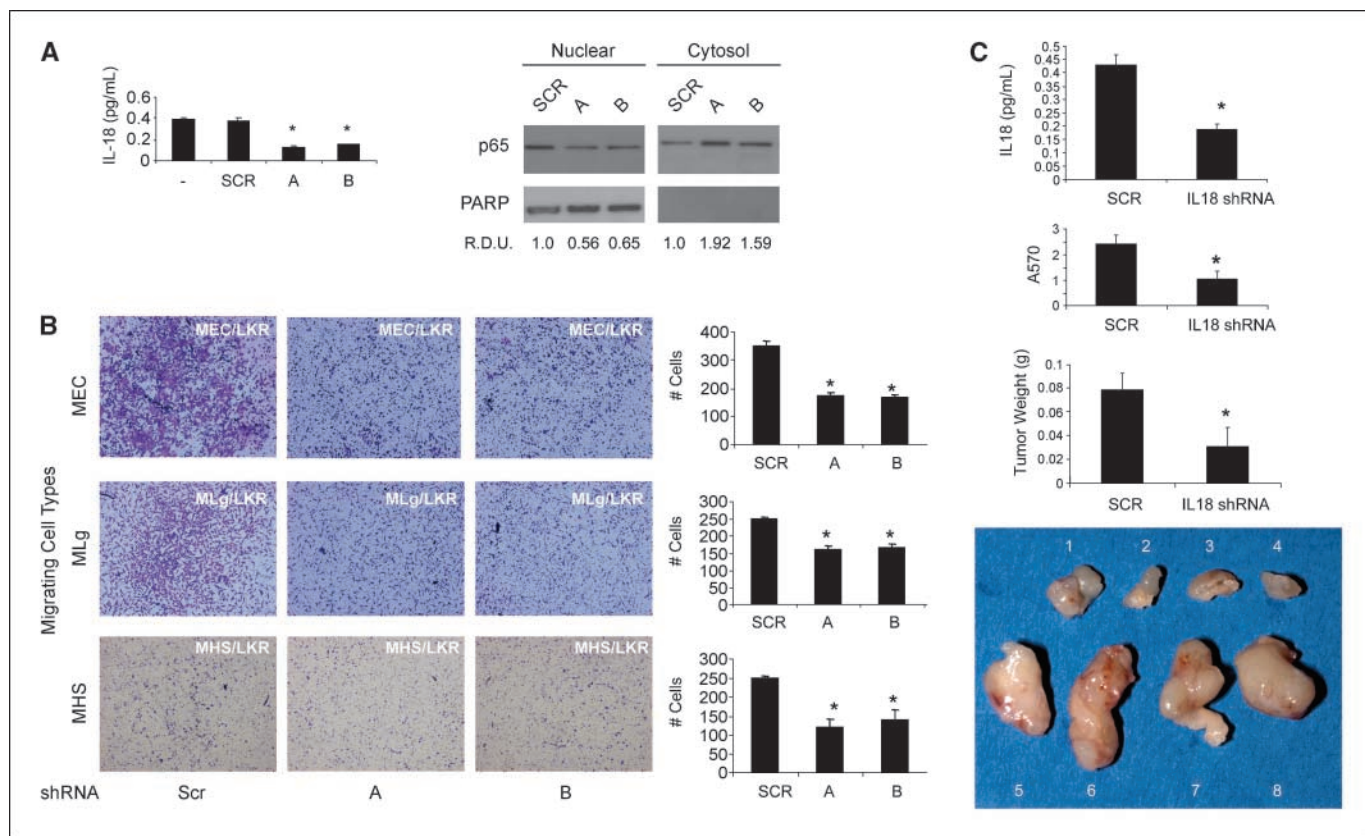 A
IL-18 (pg/mL)
0.6
0.4
0.2
0
* *
- SCR A B
Nuclear Cytosol
SCR A B SCR A B
p65
PARP
R.D.U. 1.0 0.56 0.65 1.0 1.92 1.59
B
Migrating Cell Types
MEC
MEC/LKR MEC/LKR MEC/LKR
# Cells
400
300
200
100
0
* *
SCR A B
MLg
MLg/LKR MLg/LKR MLg/LKR
# Cells
300
250
200
150
100
50
0
* *
SCR A B
MHS
MHS/LKR MHS/LKR MHS/LKR
# Cells
300
250
200
150
100
50
0
* *
SCR A B
shRNA Scr A B
C
IL18 (pg/mL)
0.5
0.45
0.4
0.35
0.3
0.25
0.2
0.15
0.1
0.05
0
*
SCR IL18 shRNA
A570
3
2
1
0
*
SCR IL18 shRNA
Tumor Weight (g)
0.1
0.08
0.06
0.04
0.02
0
*
SCR IL18 shRNA
1 2 3 4
5 6 7 8